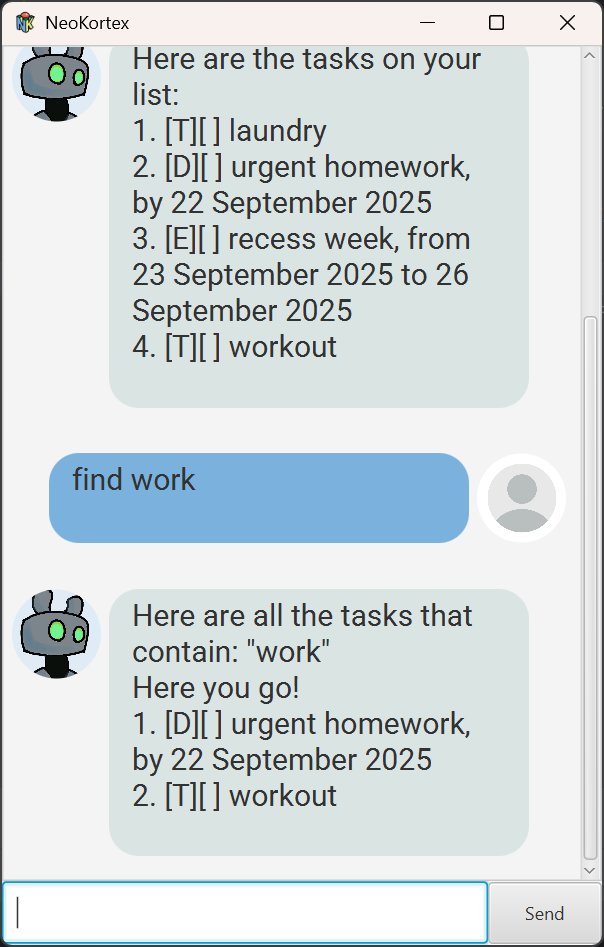 NeoKortex
Here are the tasks on your
list:
1. [T][ ] laundry
2. [D][ ] urgent homework,
by 22 September 2025
3. [E][ ] recess week, from
23 September 2025 to 26
September 2025
4. [T][ ] workout
find work
Here are all the tasks that
contain: "work"
Here you go!
1. [D][ ] urgent homework,
by 22 September 2025
2. [T][ ] workout
Send